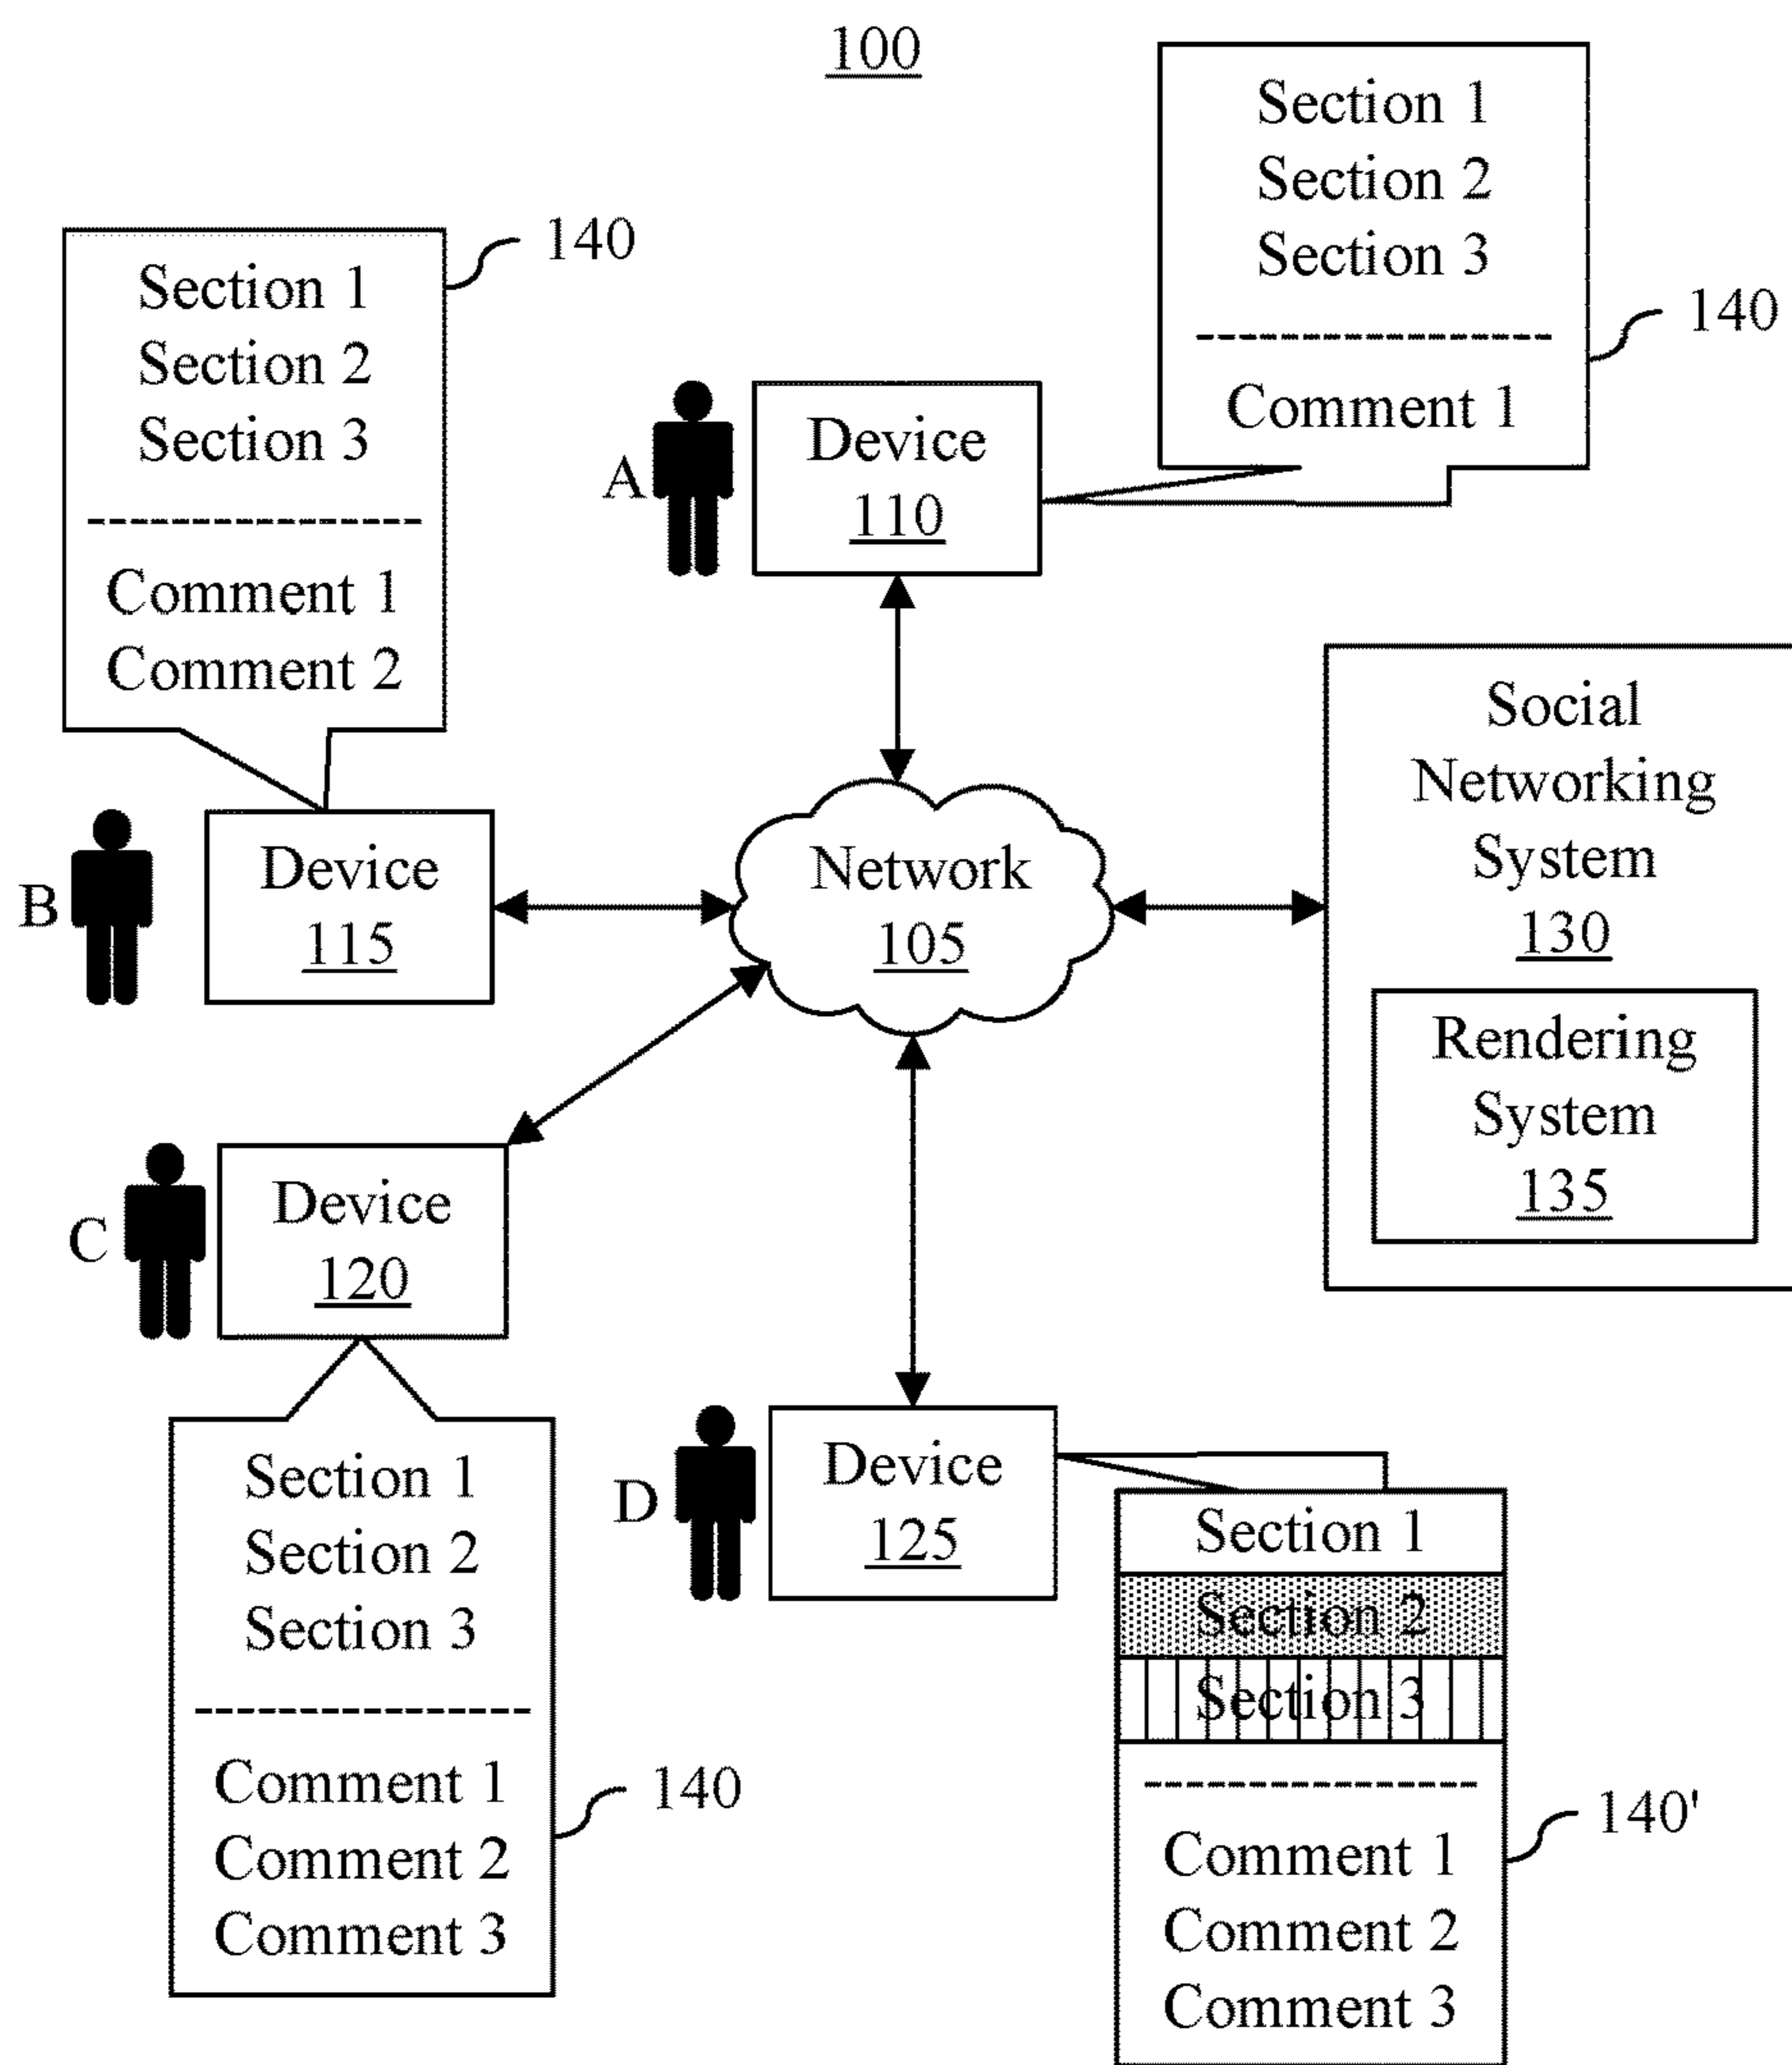 100
Section 1
Section 2
Section 3
Comment 1
140
Section 1
Section 2
Section 3
Comment 1
Comment 2
140
A
Device
110
B
Device
115
Network
105
Social
Networking
System
130
Rendering
System
135
C
Device
120
Section 1
Section 2
Section 3
Comment 1
Comment 2
Comment 3
140
D
Device
125
Section 1
Section 2
Section 3
Comment 1
Comment 2
Comment 3
140'